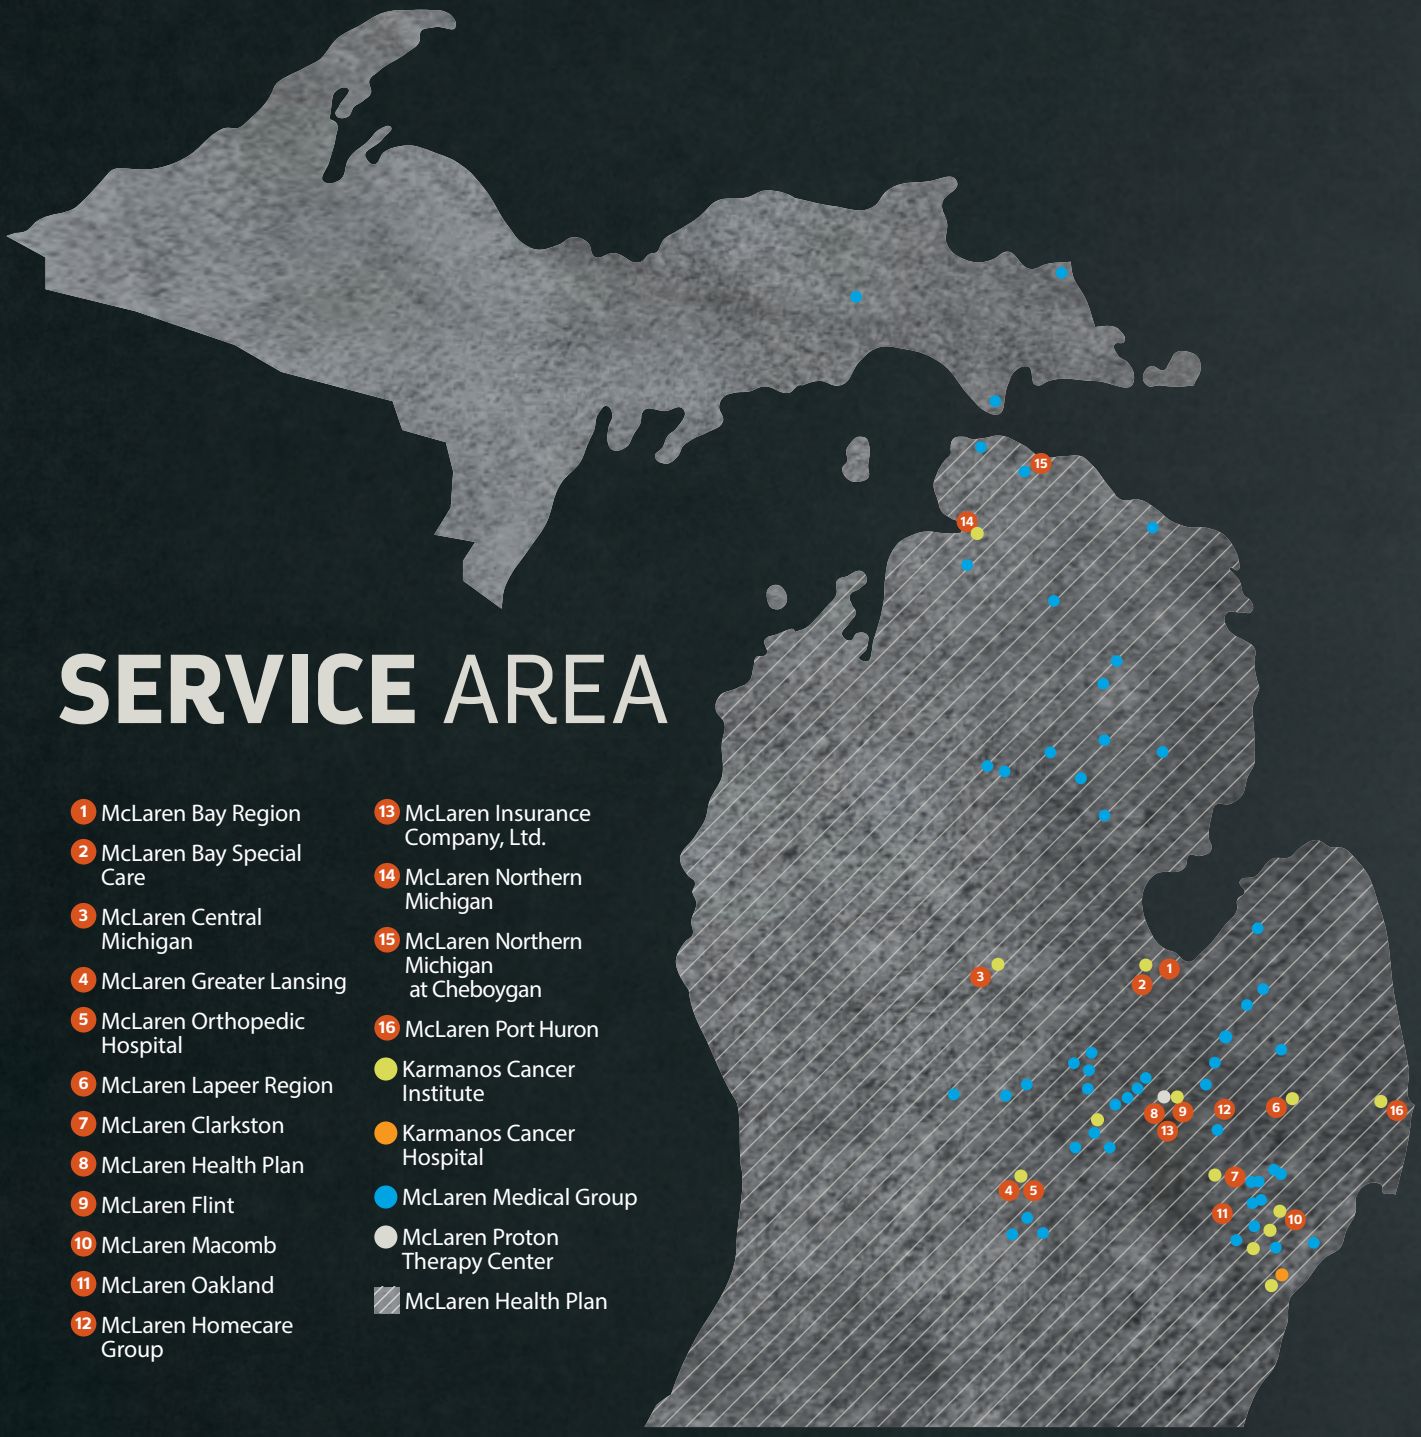 SERVICE AREA
1 McLaren Bay Region
2 McLaren Bay Special
Care
3 McLaren Central
Michigan
4 McLaren Greater Lansing
5 McLaren Orthopedic
Hospital
6 McLaren Lapeer Region
7 McLaren Clarkston
8 McLaren Health Plan
9 McLaren Flint
10 McLaren Macomb
11 McLaren Oakland
12 McLaren Homecare
Group
13 McLaren Insurance
Company, Ltd.
14 McLaren Northern
Michigan
15 McLaren Northern
Michigan
at Cheboygan
16 McLaren Port Huron
Karmanos Cancer
Institute
Karmanos Cancer
Hospital
McLaren Medical Group
McLaren Proton
Therapy Center
McLaren Health Plan
15
14
3
1
2
8
9
12
6
16
13
7
4
5
11
10